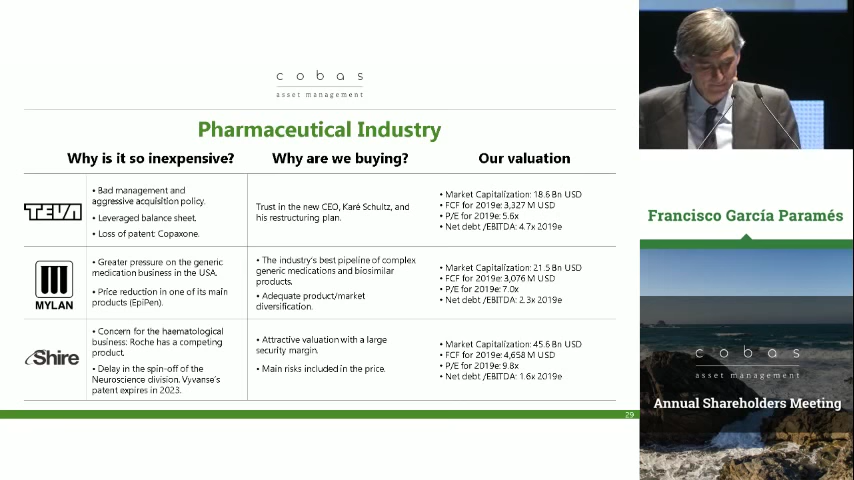 cobas
asset management
Pharmaceutical Industry
Why is it so inexpensive?
Why are we buying?
Our valuation
TEVA
• Bad management and
aggressive acquisition policy.
• Leveraged balance sheet.
• Loss of patent: Copaxone.
Trust in the new CEO, Karé Schultz, and
his restructuring plan.
• Market Capitalization: 18.6 Bn USD
• FCF for 2019e: 3,327 M USD
• P/E for 2019e: 5.6x
• Net debt /EBITDA: 4.7x 2019e
MYLAN
• Greater pressure on the generic
medication business in the USA.
• Price reduction in one of its main
products (EpiPen).
• The industry's best pipeline of complex
generic medications and biosimilar
products.
• Adequate product/market
diversification.
• Market Capitalization: 21.5 Bn USD
• FCF for 2019e: 3,076 M USD
• P/E for 2019e: 7.0x
• Net debt /EBITDA: 2.3x 2019e
Shire
• Concern for the haematological
business: Roche has a competing
product.
• Delay in the spin-off of the
Neuroscience division. Vyvanse's
patent expires in 2023.
• Attractive valuation with a large
security margin.
• Main risks included in the price.
• Market Capitalization: 45.6 Bn USD
• FCF for 2019e: 4,658 M USD
• P/E for 2019e: 9.8x
• Net debt /EBITDA: 1.6x 2019e
29
Francisco García Paramés
cobas
asset management
Annual Shareholders Meeting